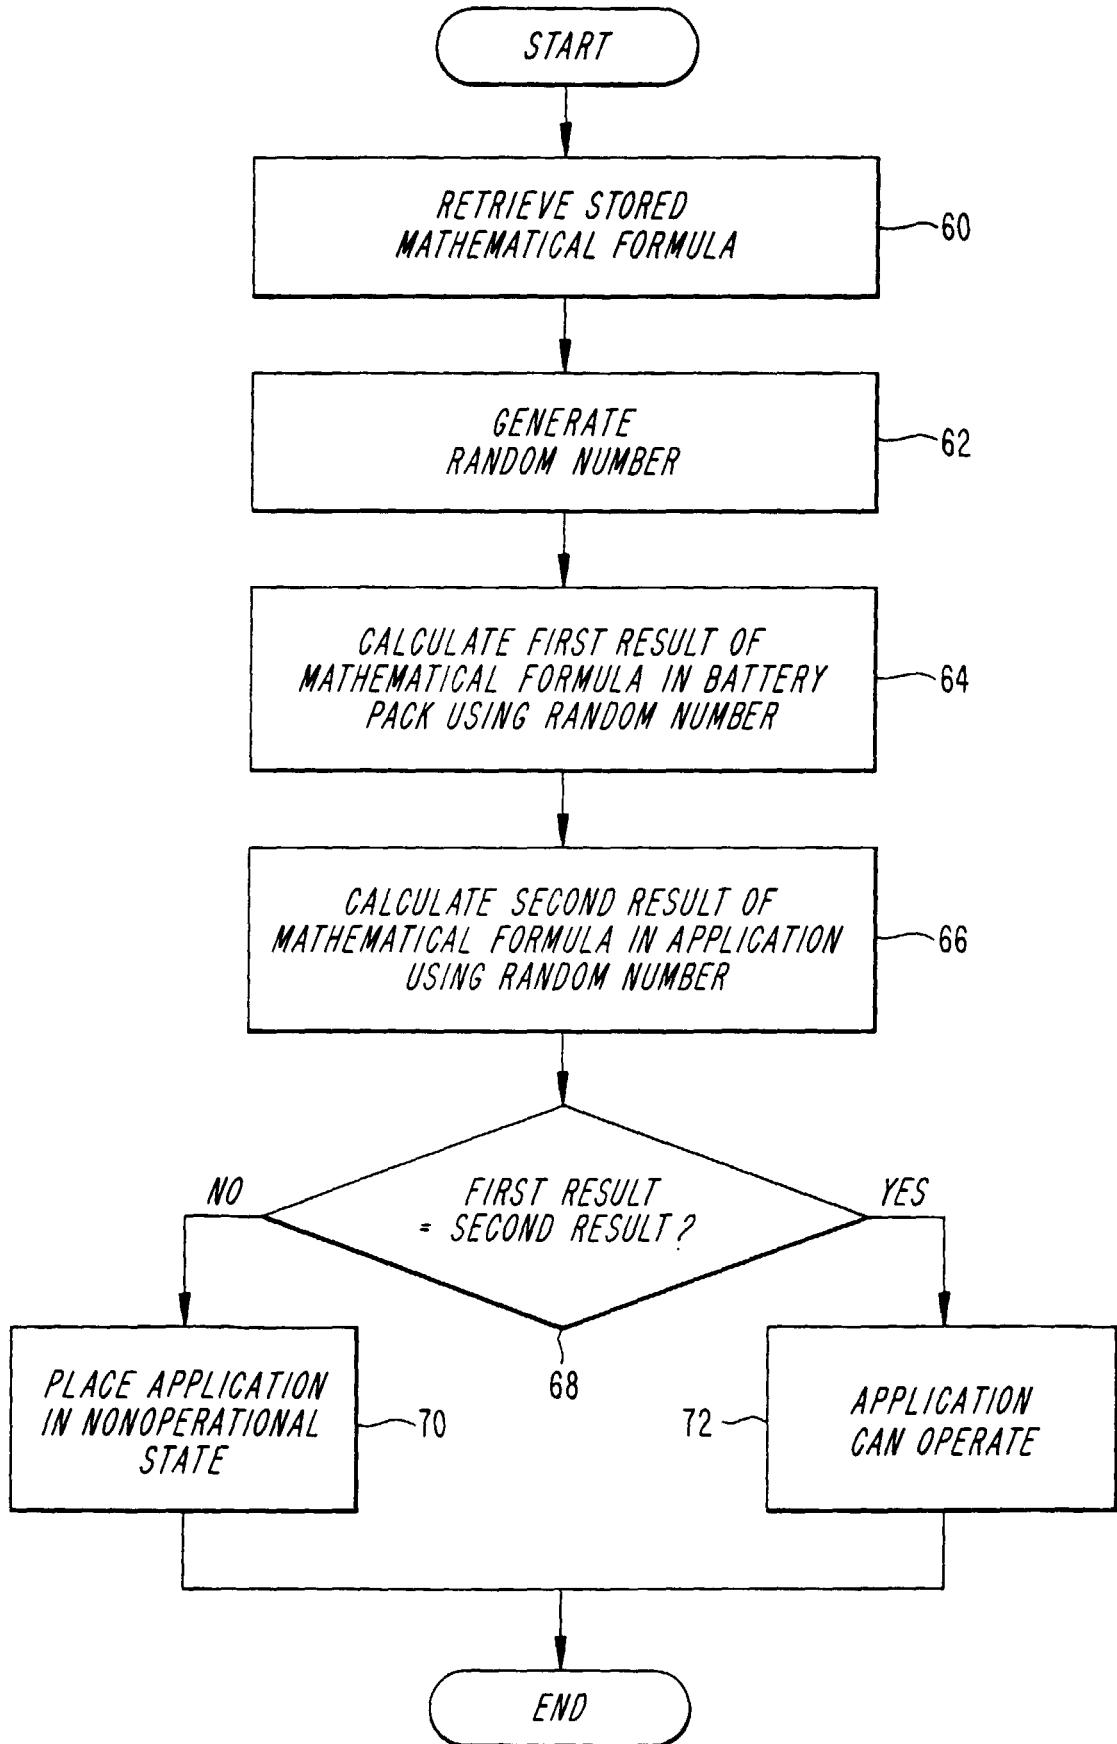 START
RETRIEVE STORED
MATHEMATICAL FORMULA
60
GENERATE
RANDOM NUMBER
62
CALCULATE FIRST RESULT OF
MATHEMATICAL FORMULA IN BATTERY
PACK USING RANDOM NUMBER
64
CALCULATE SECOND RESULT OF
MATHEMATICAL FORMULA IN APPLICATION
USING RANDOM NUMBER
66
NO
FIRST RESULT
= SECOND RESULT?
YES
68
PLACE APPLICATION
IN NONOPERATIONAL
STATE
70
72
APPLICATION
CAN OPERATE
END